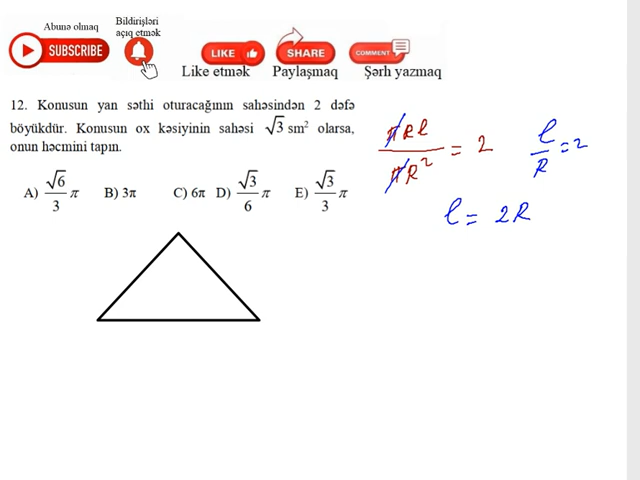 Abunə olmaq
Bildirişləri
açıq etmək
SUBSCRIBE
LIKE
SHARE
COMMENT
Like etmək Paylaşmaq Şərh yazmaq
12. Konusun yan səthi oturacağının sahəsindən 2 dəfə
böyükdür. Konusun ox kəsiyinin sahəsi √3 sm² olarsa,
onun həcmini tapın.
A) √6/3 π B) 3π C) 6π D) √3/6 π E) √3/3 π
πRl/πR² = 2
l/R = 2
l = 2R